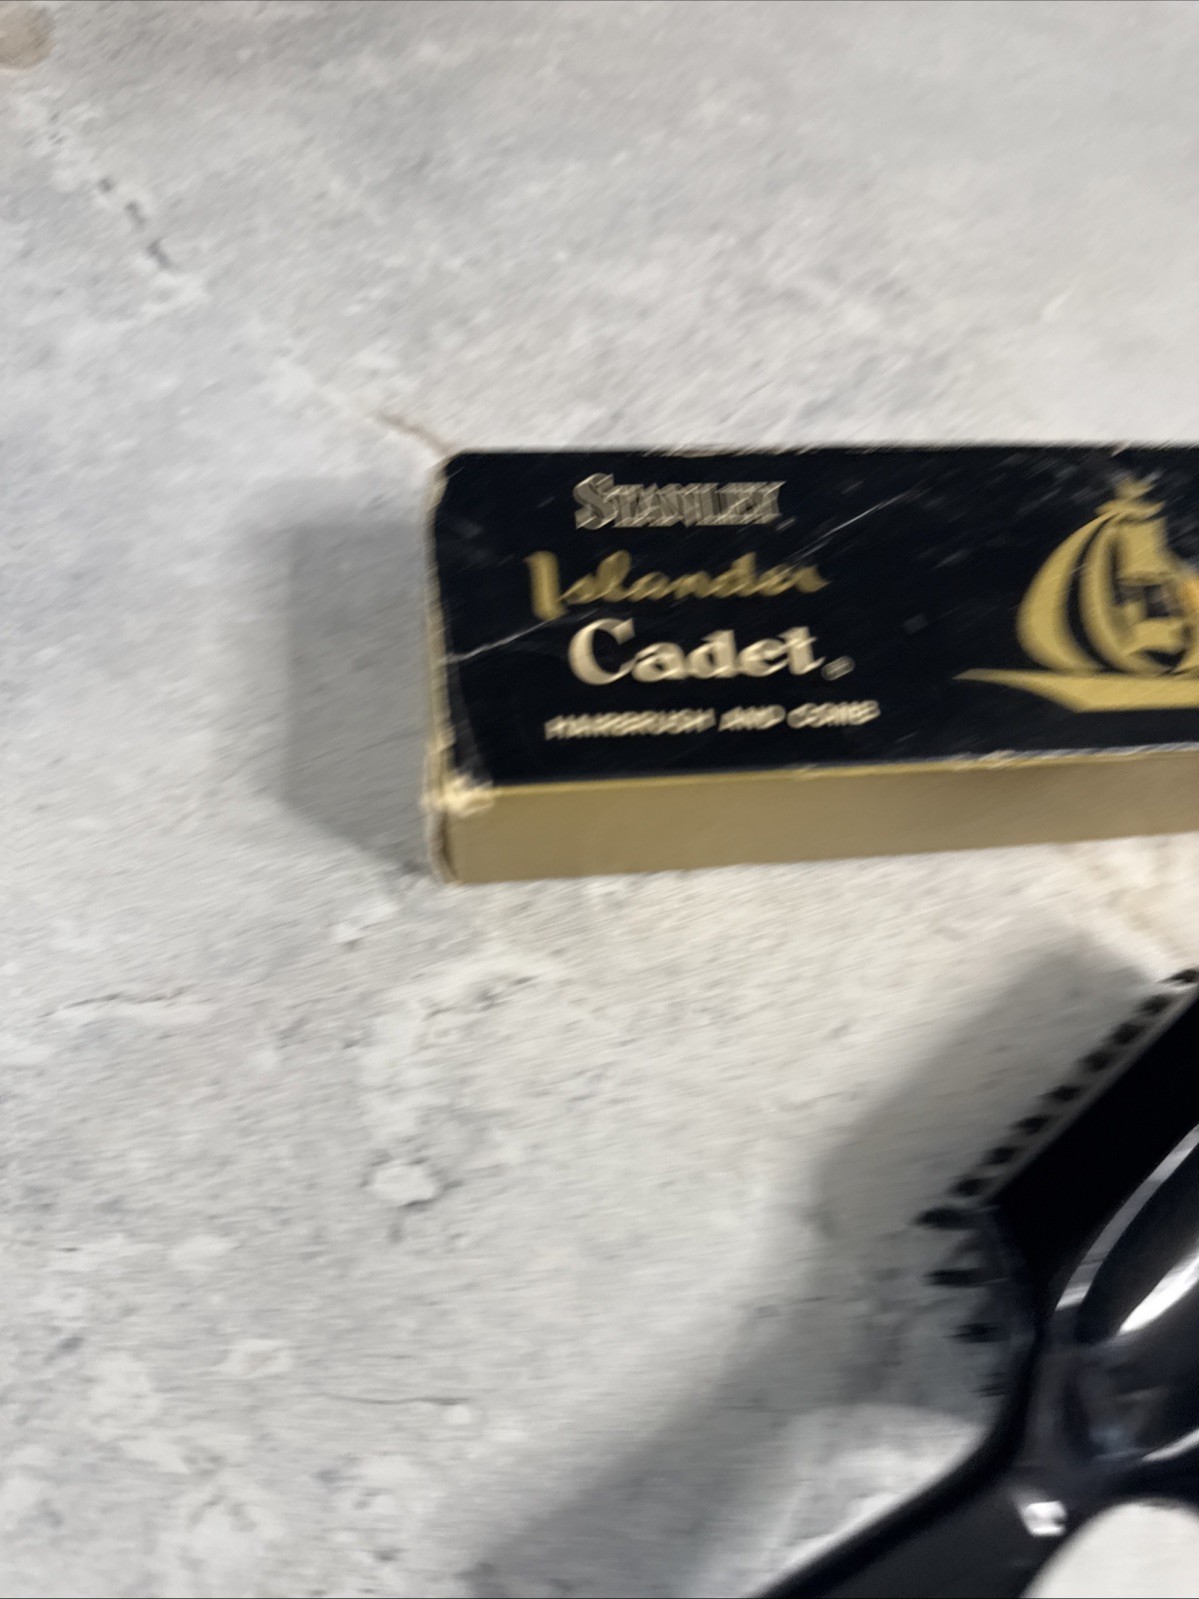 STANLEY
Islander
Cadet.
HAIRBRUSH AND COMB